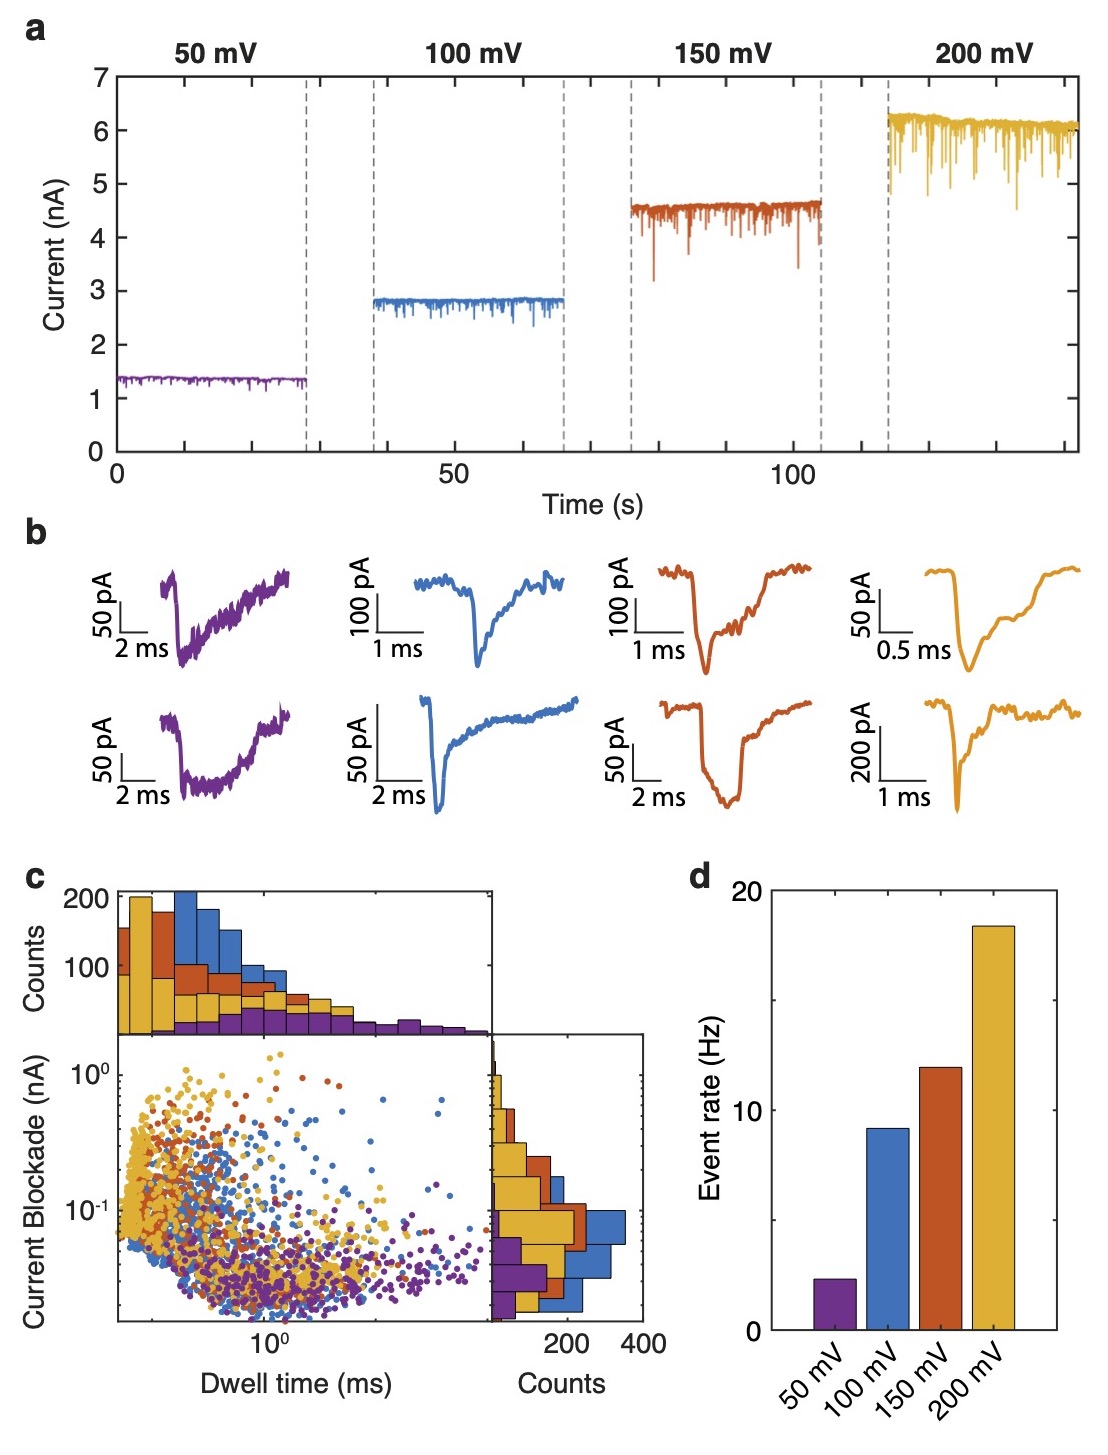 a
50 mV 100 mV 150 mV 200 mV
7
6
5
4
3
2
1
0
Current (nA)
0 50 100
Time (s)
b
50 pA
2 ms
100 pA
1 ms
100 pA
1 ms
50 pA
0.5 ms
50 pA
2 ms
50 pA
2 ms
50 pA
2 ms
200 pA
1 ms
c
200
100
Counts
10⁰
10⁻¹
Current Blockade (nA)
10⁰
Dwell time (ms)
200 400
Counts
d
20
10
0
Event rate (Hz)
50 mV
100 mV
150 mV
200 mV